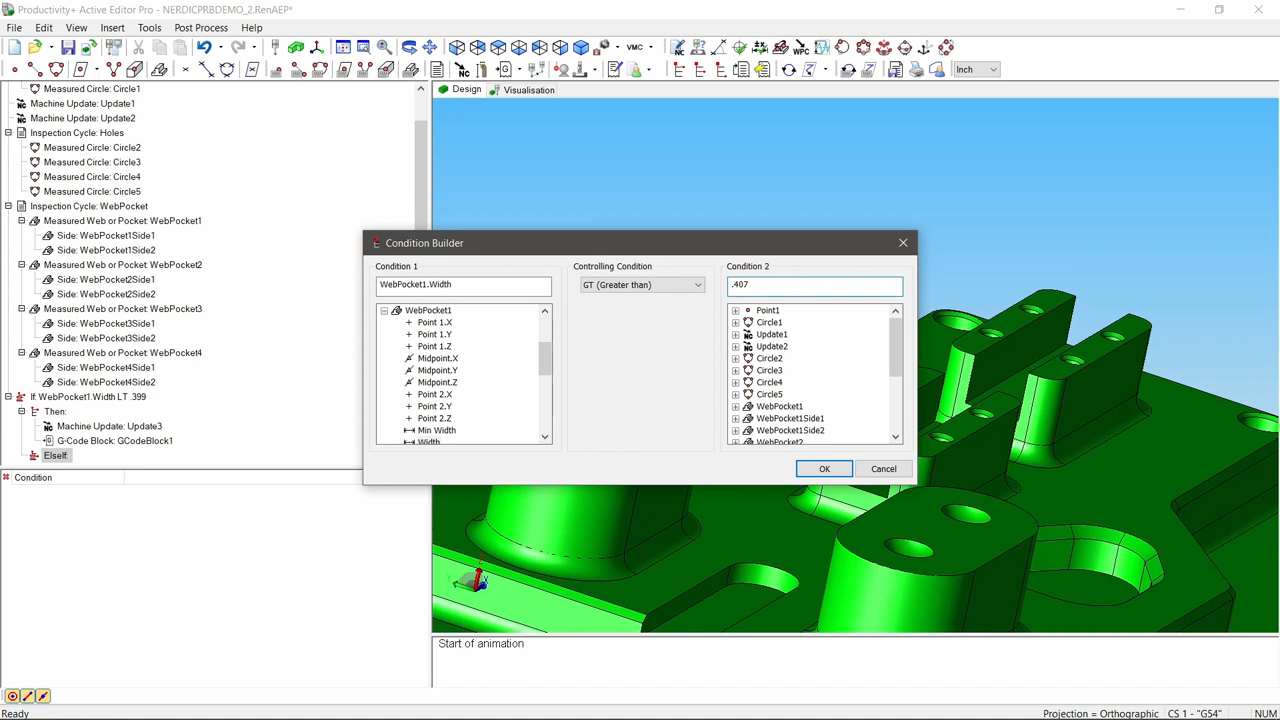 Productivity+ Active Editor Pro - NERDICPRBDEMO_2.RenAEP*
File Edit View Insert Tools Post Process Help
VMC
Inch
Measured Circle: Circle1
Machine Update: Update1
Machine Update: Update2
Inspection Cycle: Holes
Measured Circle: Circle2
Measured Circle: Circle3
Measured Circle: Circle4
Measured Circle: Circle5
Inspection Cycle: WebPocket
Measured Web or Pocket: WebPocket1
Side: WebPocket1Side1
Side: WebPocket1Side2
Measured Web or Pocket: WebPocket2
Side: WebPocket2Side1
Side: WebPocket2Side2
Measured Web or Pocket: WebPocket3
Side: WebPocket3Side1
Side: WebPocket3Side2
Measured Web or Pocket: WebPocket4
Side: WebPocket4Side1
Side: WebPocket4Side2
If: WebPocket1.Width LT .399
Then:
Machine Update: Update3
G-Code Block: GCodeBlock1
ElseIf:
Condition
Design Visualisation
Condition Builder
Condition 1
WebPocket1.Width
WebPocket1
Point 1.X
Point 1.Y
Point 1.Z
Midpoint.X
Midpoint.Y
Midpoint.Z
Point 2.X
Point 2.Y
Point 2.Z
Min Width
Width
Controlling Condition
GT (Greater than)
Condition 2
.407
Point1
Circle1
Update1
Update2
Circle2
Circle3
Circle4
Circle5
WebPocket1
WebPocket1Side1
WebPocket1Side2
WebPocket2
OK Cancel
Start of animation
Ready
Projection = Orthographic CS 1 - "G54" NUM